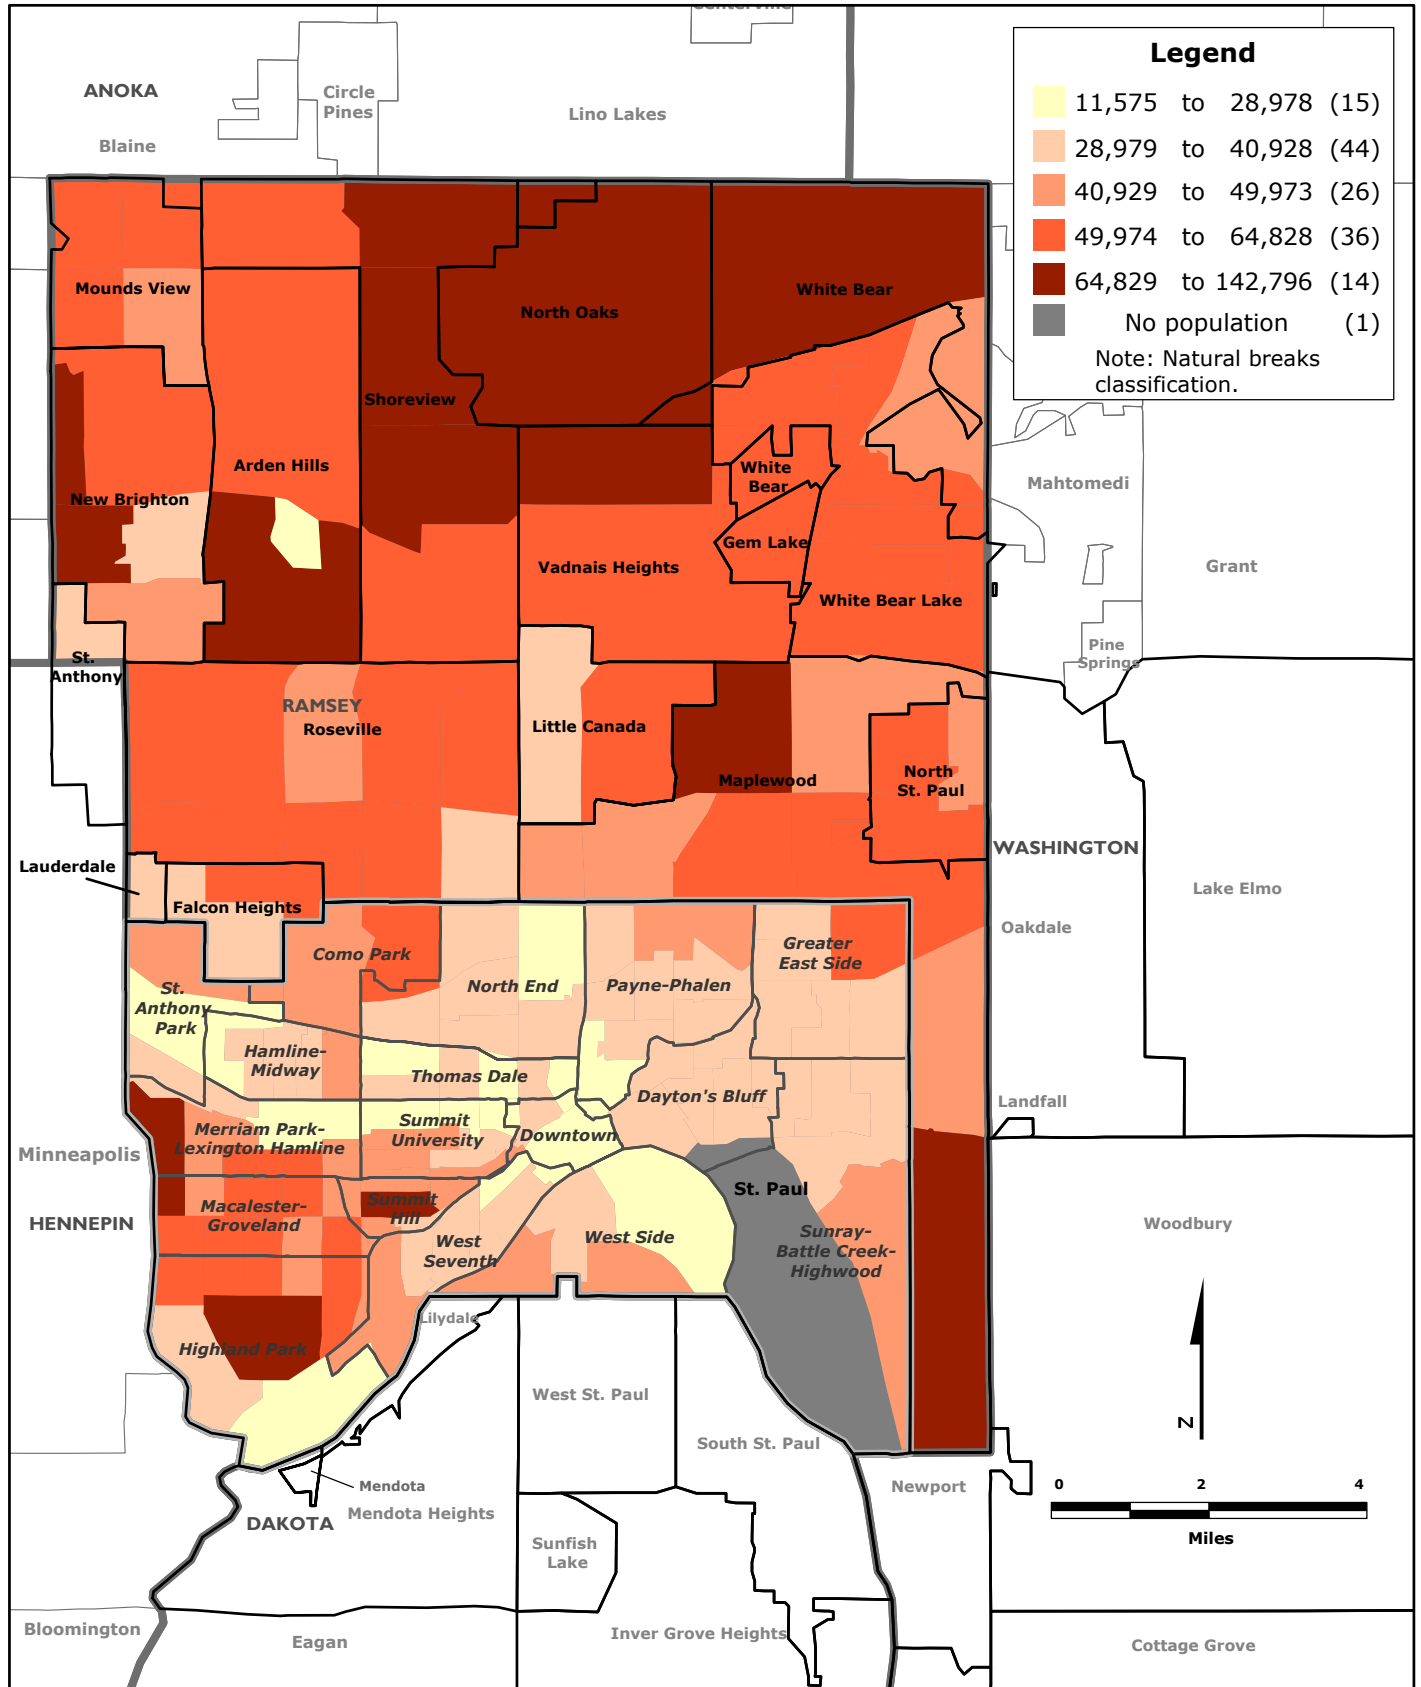 Centerville
Legend
11,575 to 28,978 (15)
28,979 to 40,928 (44)
40,929 to 49,973 (26)
49,974 to 64,828 (36)
64,829 to 142,796 (14)
No population (1)
Note: Natural breaks
classification.
ANOKA
Circle
Pines
Lino Lakes
Blaine
Mounds View
North Oaks
White Bear
Shoreview
Arden Hills
New Brighton
White
Bear
Mahtomedi
Gem Lake
Vadnais Heights
Grant
White Bear Lake
Pine
Springs
St.
Anthony
RAMSEY
Roseville
Little Canada
Maplewood
North
St. Paul
WASHINGTON
Lauderdale
Lake Elmo
Falcon Heights
Oakdale
Como Park
Greater
East Side
North End
Payne-Phalen
St.
Anthony
Park
Hamline-
Midway
Thomas Dale
Dayton's Bluff
Landfall
Merriam Park-
Lexington Hamline
Summit
University
Downtown
Minneapolis
St. Paul
Macalester-
Groveland
Summit
Hill
HENNEPIN
Woodbury
West
Seventh
West Side
Sunray-
Battle Creek-
Highwood
Lilydale
Highland Park
West St. Paul
N
South St. Paul
Mendota
Newport
0 2 4
Miles
Mendota Heights
DAKOTA
Sunfish
Lake
Bloomington
Eagan
Inver Grove Heights
Cottage Grove